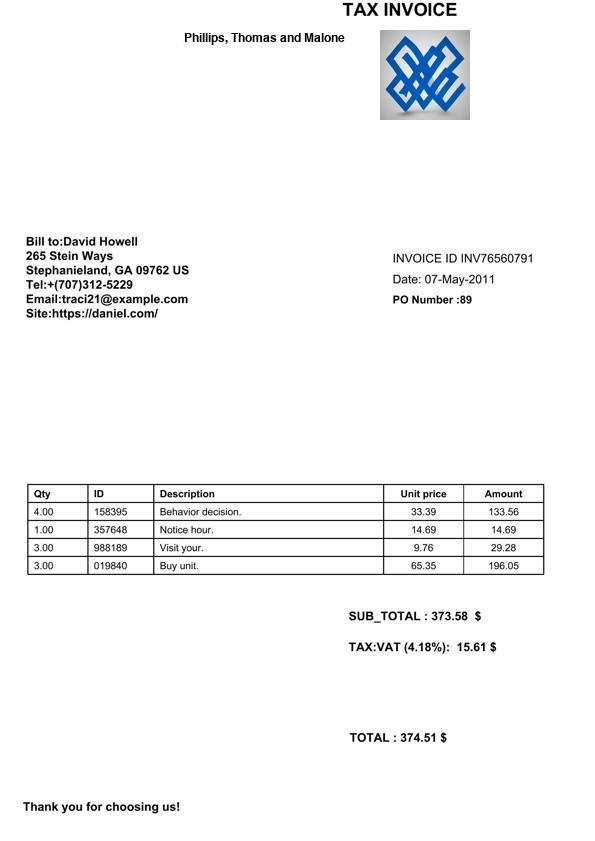 TAX INVOICE
Phillips, Thomas and Malone
Bill to:David Howell
265 Stein Ways
Stephanieland, GA 09762 US
Tel:+(707)312-5229
Email:traci21@example.com
Site:https://daniel.com/
INVOICE ID INV76560791
Date: 07-May-2011
PO Number :89
Qty ID Description Unit price Amount
4.00 158395 Behavior decision. 33.39 133.56
1.00 357648 Notice hour. 14.69 14.69
3.00 988189 Visit your. 9.76 29.28
3.00 019840 Buy unit. 65.35 196.05
SUB_TOTAL : 373.58 $
TAX:VAT (4.18%): 15.61 $
TOTAL : 374.51 $
Thank you for choosing us!